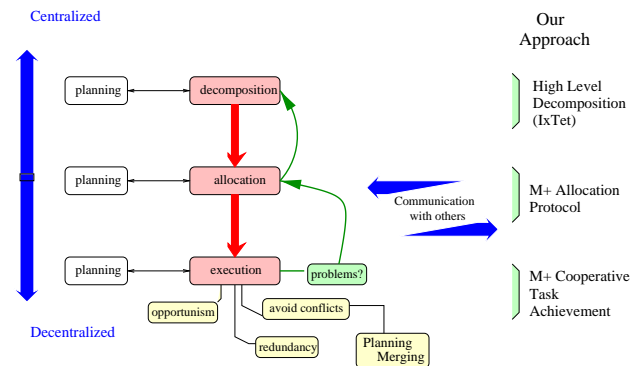 Centralized
Our
Approach
planning
decomposition
High Level
Decomposition
(IxTet)
planning
allocation
Communication
with others
M+ Allocation
Protocol
planning
execution
problems?
M+ Cooperative
Task
Achievement
opportunism
avoid conflicts
redundancy
Planning
Merging
Decentralized